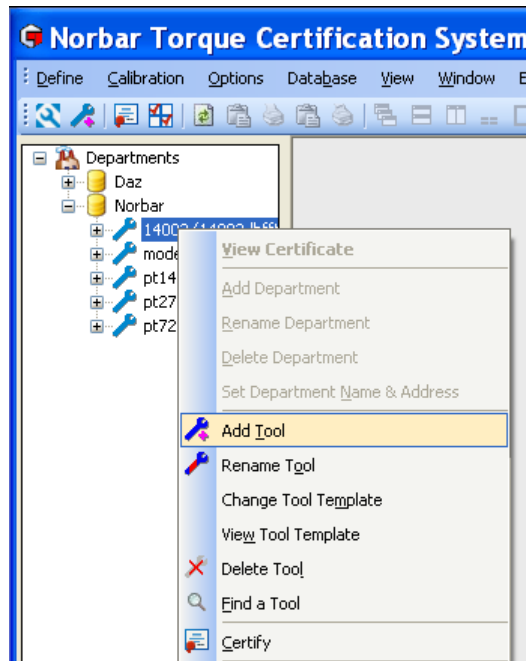 Norbar Torque Certification System
Define Calibration Options Database View Window
Departments
Daz
Norbar
14002
mode
pt14
pt27
pt72
View Certificate
Add Department
Rename Department
Delete Department
Set Department Name & Address
Add Tool
Rename Tool
Change Tool Template
View Tool Template
Delete Tool
Find a Tool
Certify